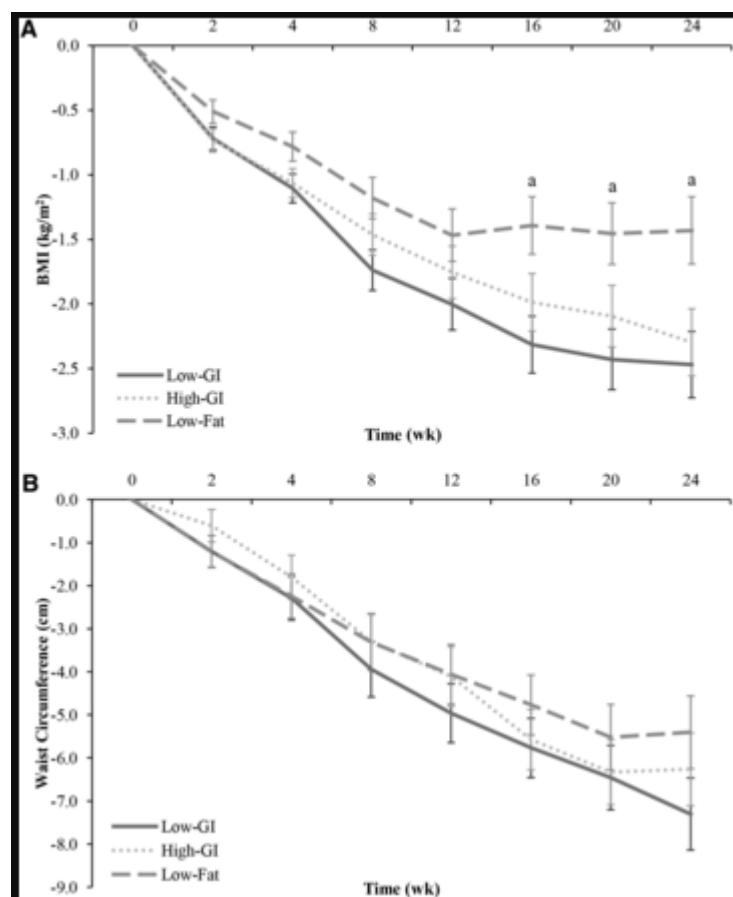 A
0 2 4 8 12 16 20 24
0.0
-0.5
-1.0
a a a
-1.5
-2.0
-2.5
-3.0
BMI (kg/m²)
Low-GI
High-GI
Low-Fat
Time (wk)
B
0 2 4 8 12 16 20 24
0.0
-1.0
-2.0
-3.0
-4.0
-5.0
-6.0
-7.0
-8.0
-9.0
Waist Circumference (cm)
Low-GI
High-GI
Low-Fat
Time (wk)